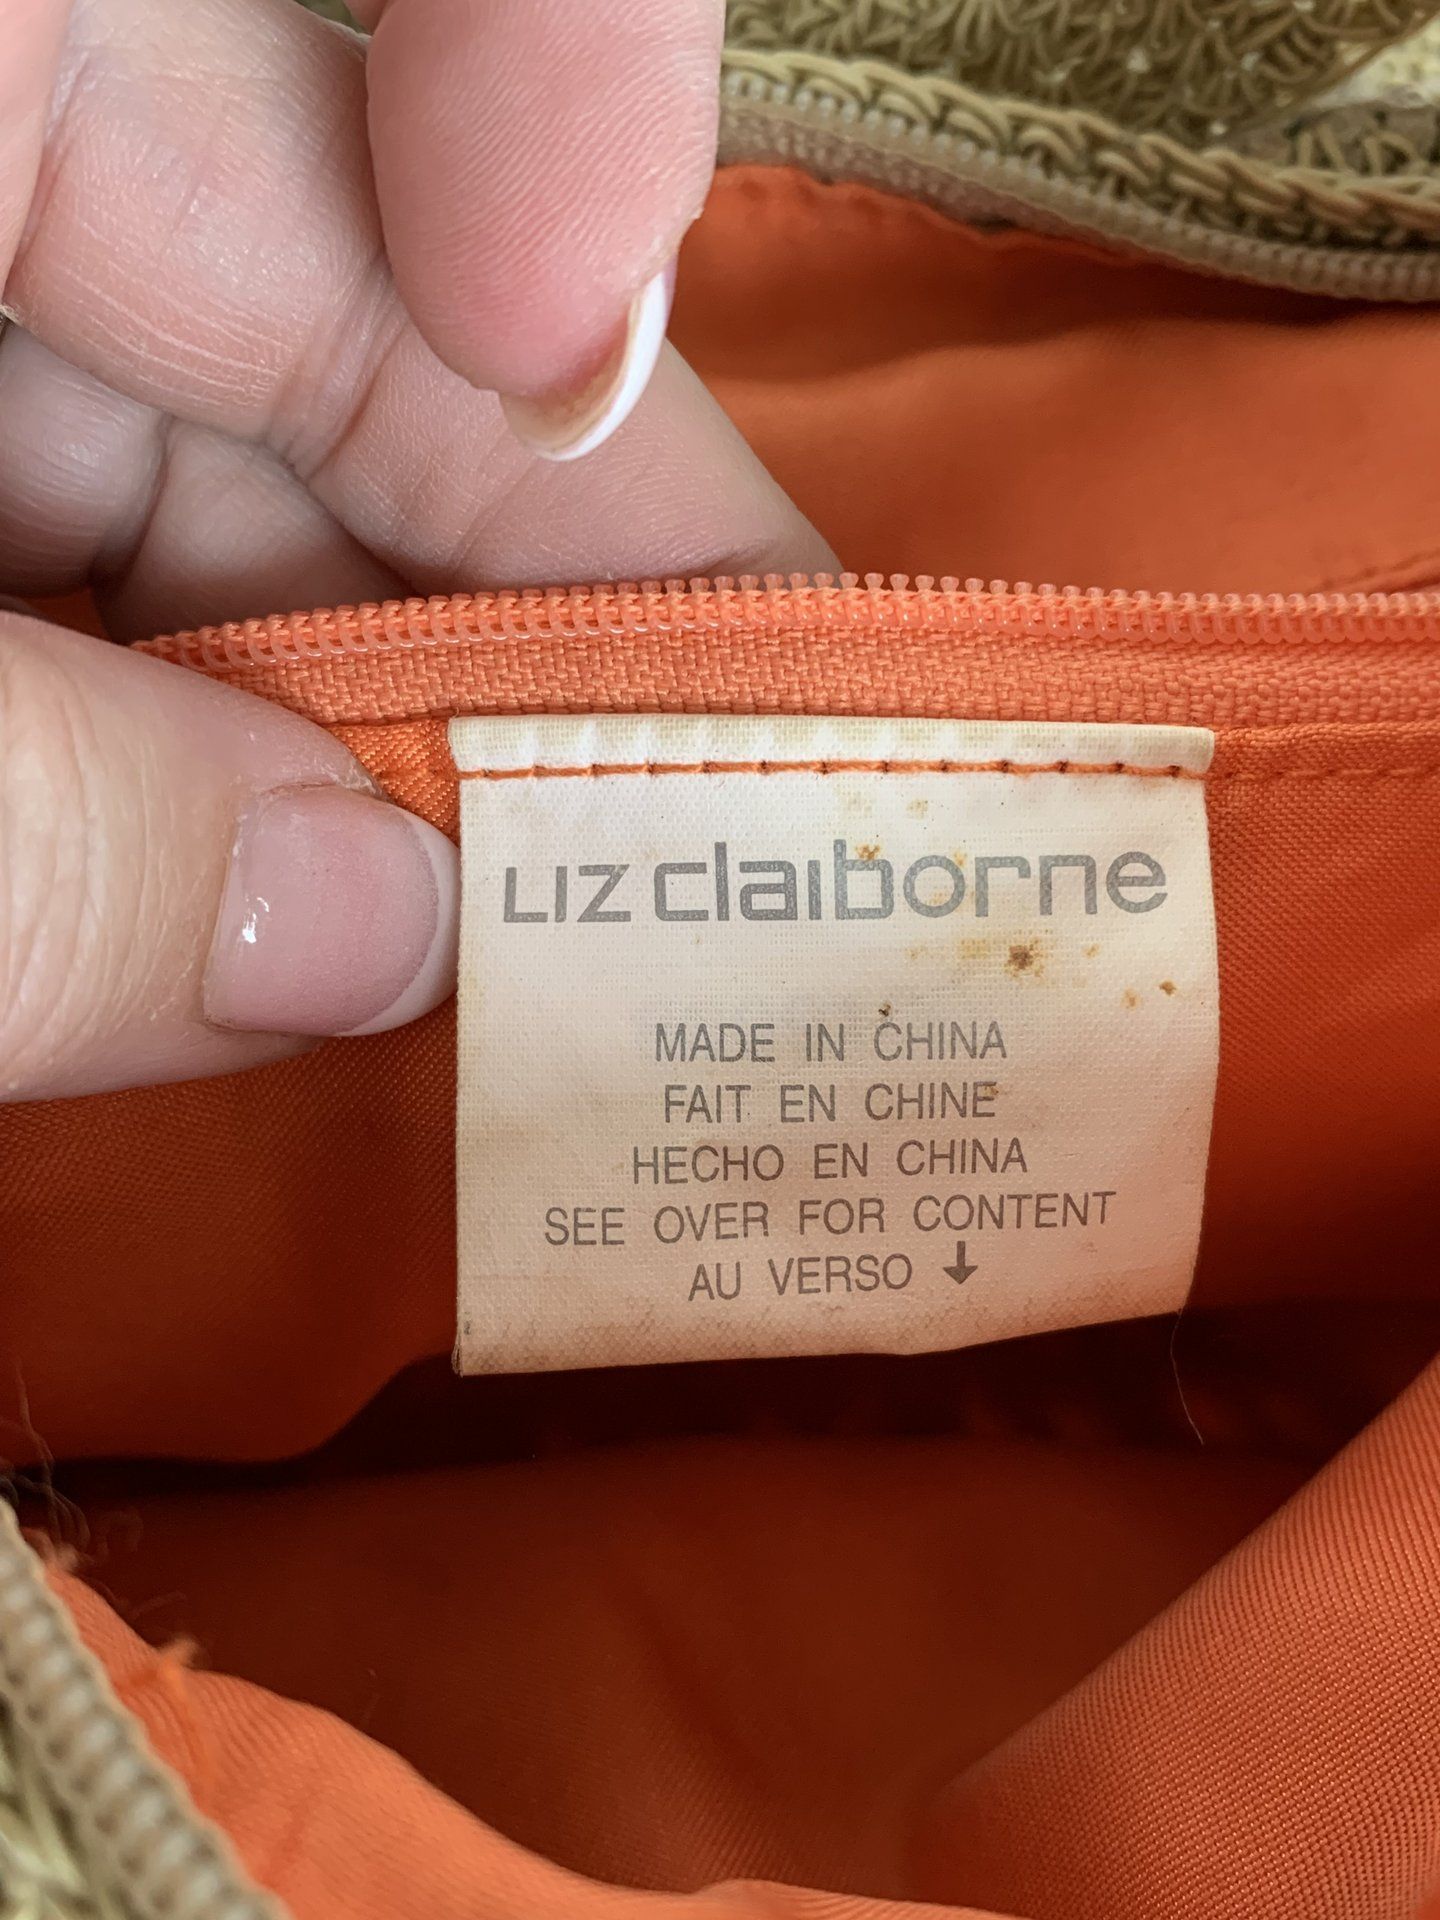 LIZ claiborne
MADE IN CHINA
FAIT EN CHINE
HECHO EN CHINA
SEE OVER FOR CONTENT
AU VERSO ↓